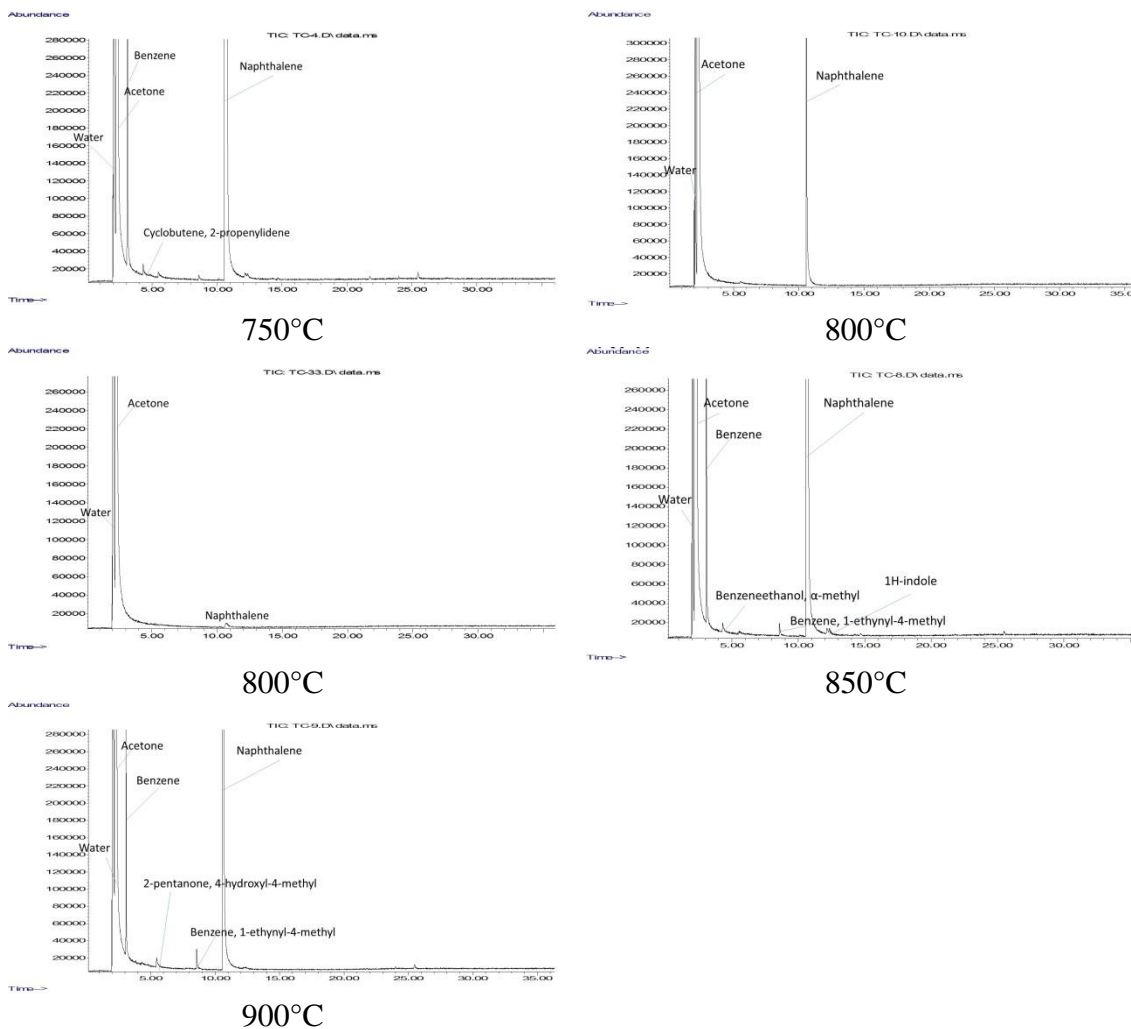 Abundance
TIC: TC-4.D\data.ms
280000
260000
240000
220000
200000
180000
160000
140000
120000
100000
80000
60000
40000
20000
Benzene
Acetone
Naphthalene
Water
Cyclobutene, 2-propenylidene
5.00 10.00 15.00 20.00 25.00 30.00
Time-->
750°C
Abundance
TIC: TC-10.D\data.ms
300000
280000
260000
240000
220000
200000
180000
160000
140000
120000
100000
80000
60000
40000
20000
Acetone
Naphthalene
Water
5.00 10.00 15.00 20.00 25.00 30.00 35.0
Time-->
800°C
Abundance
TIC: TC-33.D\data.ms
260000
240000
220000
200000
180000
160000
140000
120000
100000
80000
60000
40000
20000
Acetone
Water
Naphthalene
5.00 10.00 15.00 20.00 25.00 30.00
Time-->
800°C
Abundance
TIC: TC-8.D\data.ms
260000
240000
220000
200000
180000
160000
140000
120000
100000
80000
60000
40000
20000
Acetone
Naphthalene
Benzene
Water
1H-indole
Benzeneethanol, α-methyl
Benzene, 1-ethynyl-4-methyl
5.00 10.00 15.00 20.00 25.00 30.00 35.0
Time-->
850°C
Abundance
TIC: TC-9.D\data.ms
280000
260000
240000
220000
200000
180000
160000
140000
120000
100000
80000
60000
40000
20000
Acetone
Naphthalene
Benzene
Water
2-pentanone, 4-hydroxyl-4-methyl
Benzene, 1-ethynyl-4-methyl
5.00 10.00 15.00 20.00 25.00 30.00 35.00
Time-->
900°C